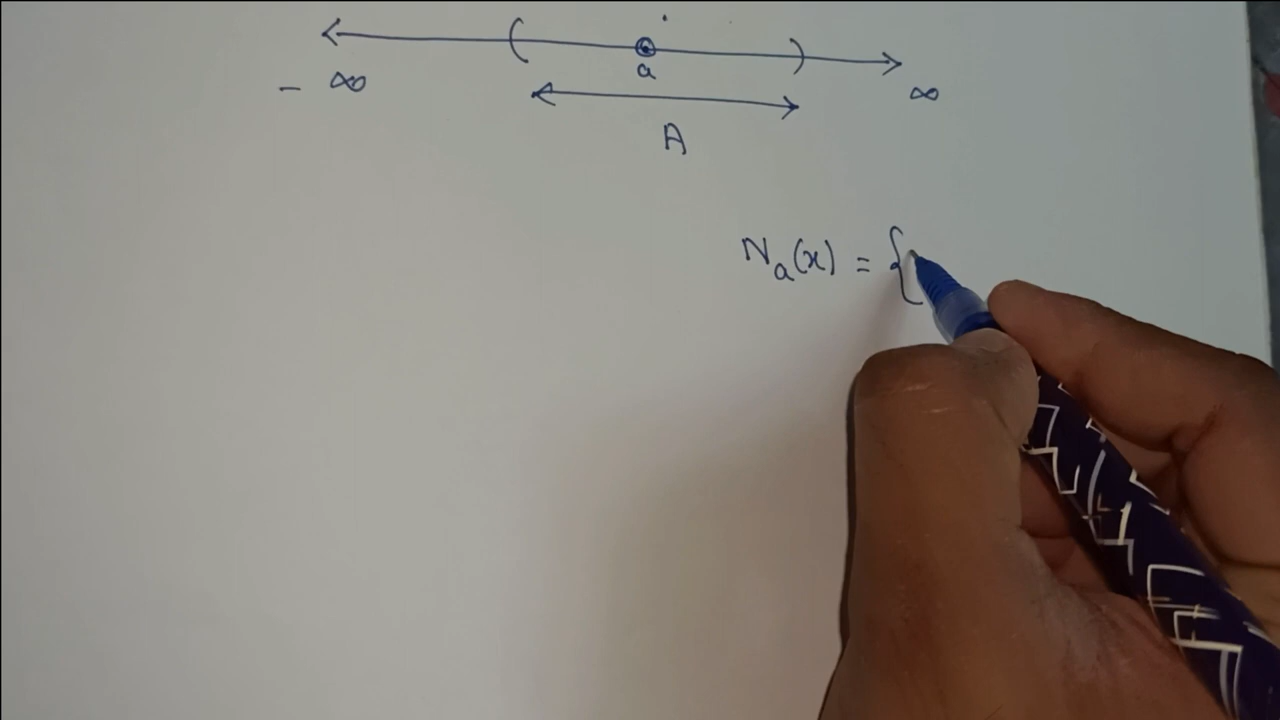 a
- ∞ ∞
A
Nₐ(x) = {